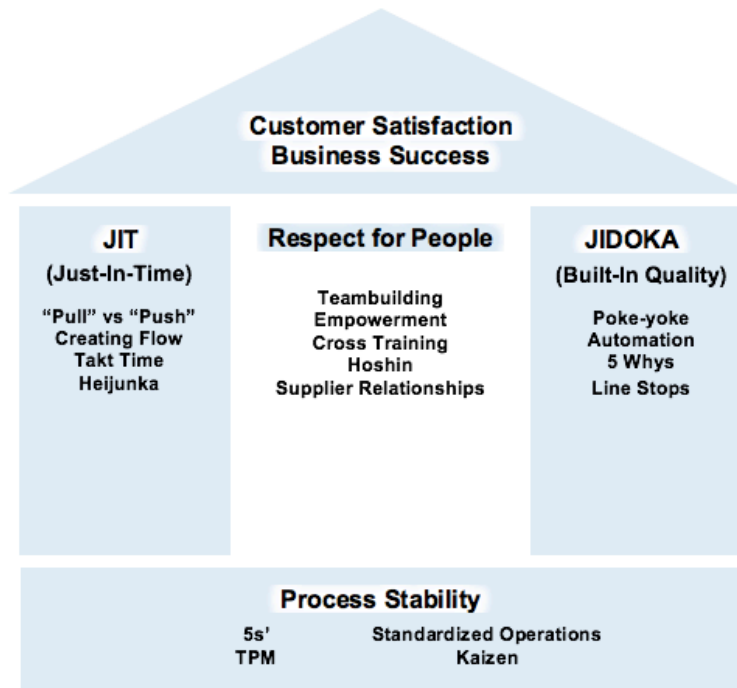 Customer Satisfaction
Business Success
JIT
(Just-In-Time)
“Pull” vs “Push”
Creating Flow
Takt Time
Heijunka
Respect for People
Teambuilding
Empowerment
Cross Training
Hoshin
Supplier Relationships
JIDOKA
(Built-In Quality)
Poke-yoke
Automation
5 Whys
Line Stops
Process Stability
5s’ Standardized Operations
TPM Kaizen